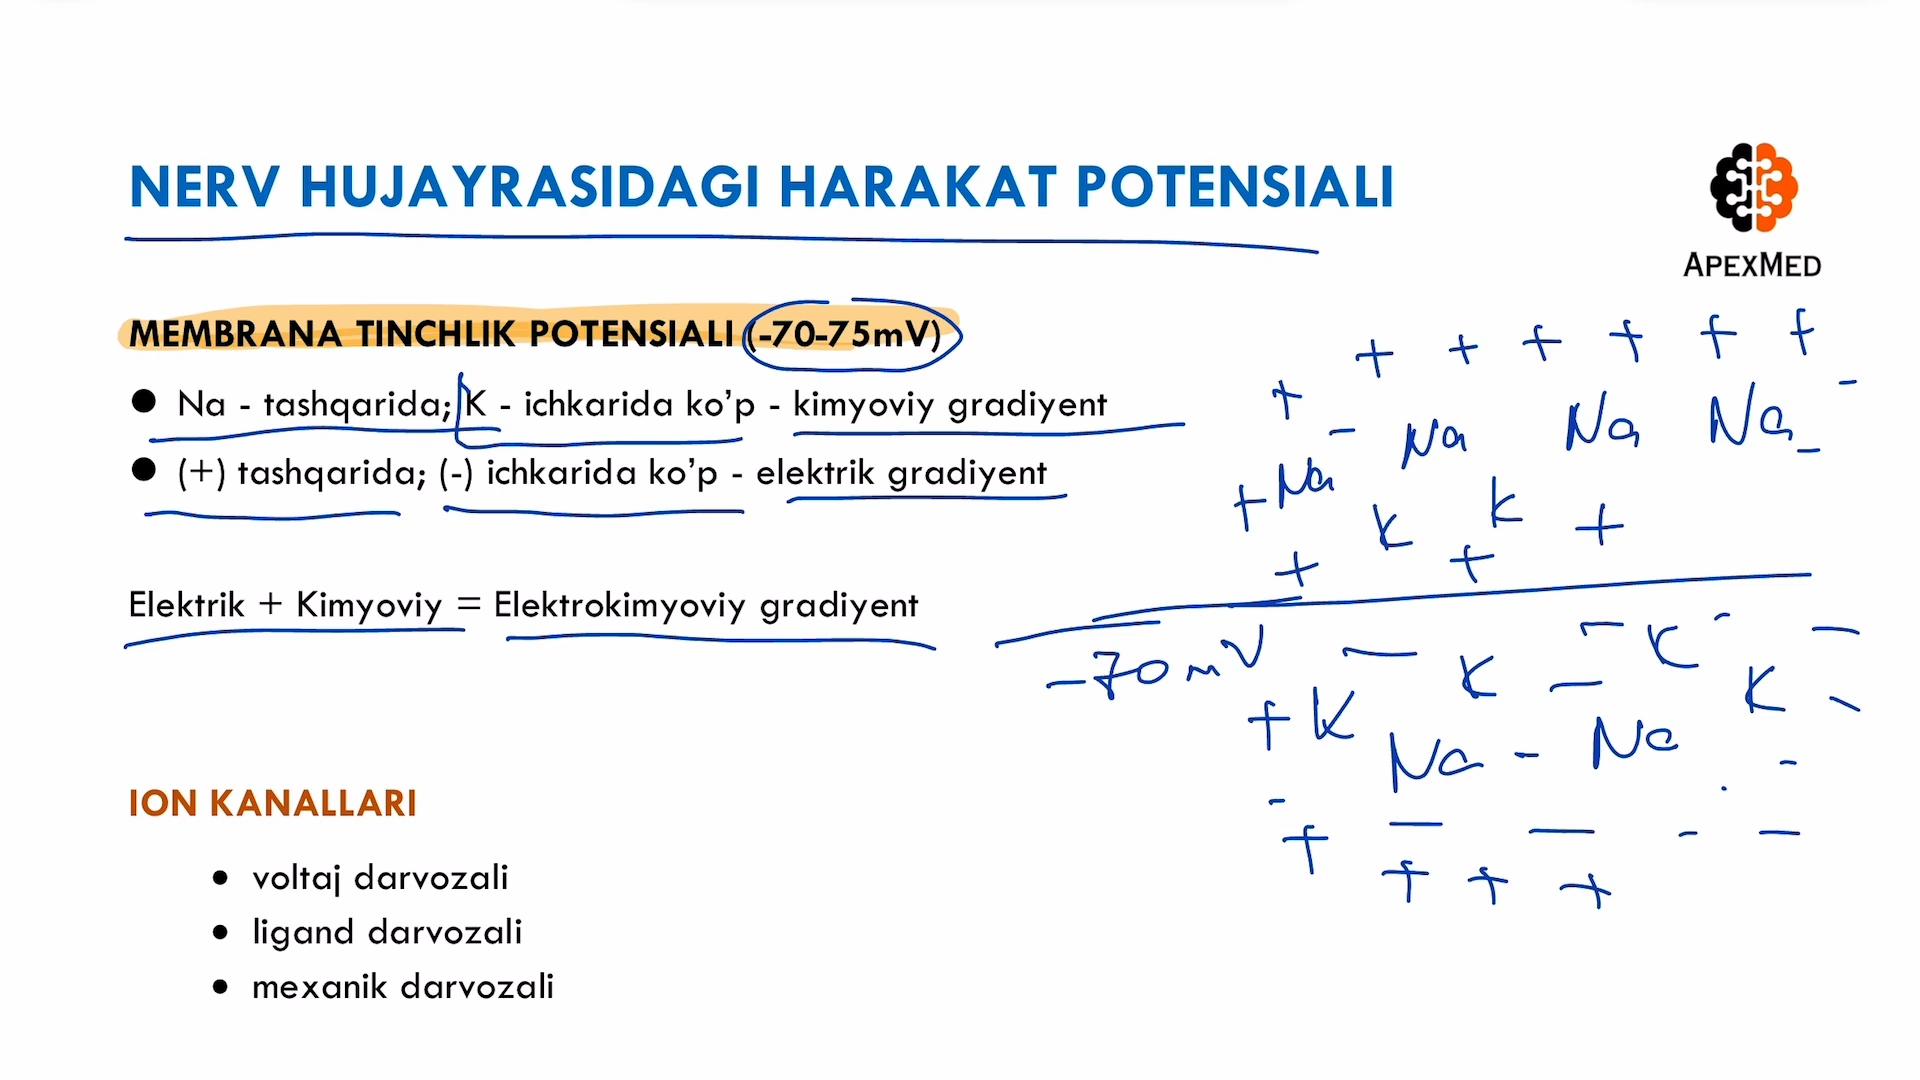 NERV HUJAYRASIDAGI HARAKAT POTENSIALI
APEXMED
MEMBRANA TINCHLIK POTENSIALI (-70-75mV)
● Na - tashqarida; K - ichkarida ko’p - kimyoviy gradiyent
● (+) tashqarida; (-) ichkarida ko’p - elektrik gradiyent
Elektrik + Kimyoviy = Elektrokimyoviy gradiyent
ION KANALLARI
• voltaj darvozali
• ligand darvozali
• mexanik darvozali
+ + + + + + +
- Na Na Na -
+ Na -
K K +
+ +
-70 mV - K - K -
+ K - K -
Na - Na -
- + - - - -
+ + +